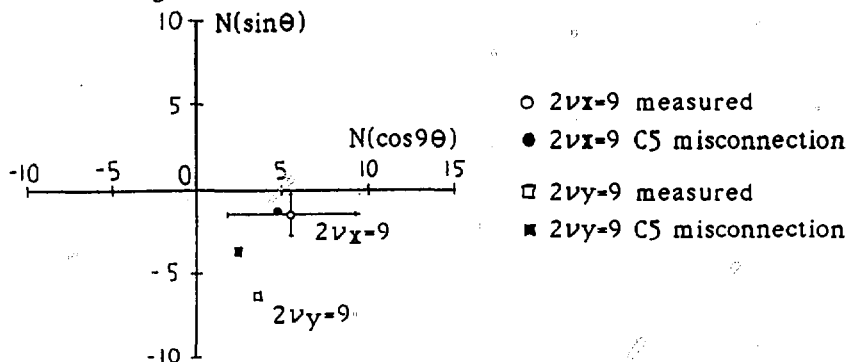 10 N(sinθ)
5
N(cos9θ)
-10 0 5 10 15
2νx=9
-5
2νy=9
-10
○ 2νx=9 measured
● 2νx=9 C5 misconnection
□ 2νy=9 measured
■ 2νy=9 C5 misconnection